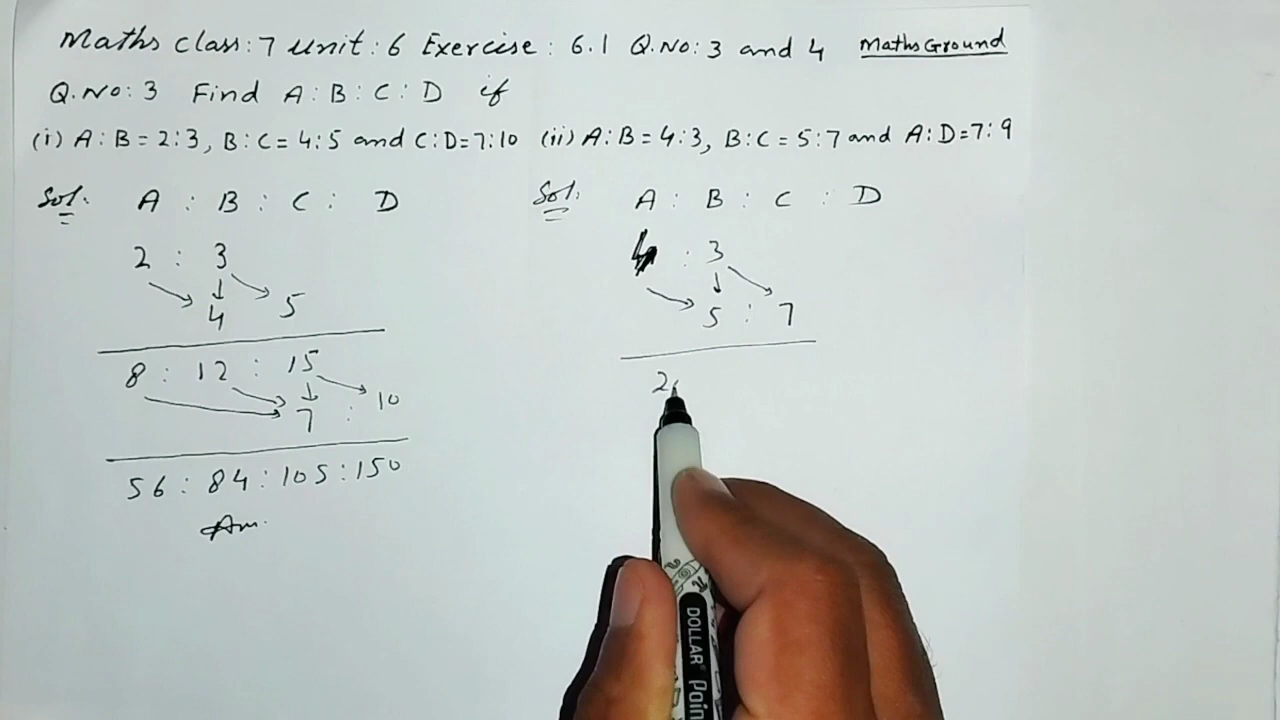 Maths Class: 7 Unit: 6 Exercise: 6.1 Q.No: 3 and 4 MathsGround
Q.No: 3 Find A : B : C : D if
(i) A:B = 2:3, B:C = 4:5 and C:D=7:10 (ii) A:B = 4:3, B:C = 5:7 and A:D=7:9
Sol. A : B : C : D
2 : 3
4 5
8 : 12 : 15
7 : 10
56 : 84 : 105 : 150
Ans.
Sol. A : B : C : D
4 : 3
5 : 7
DOLLAR